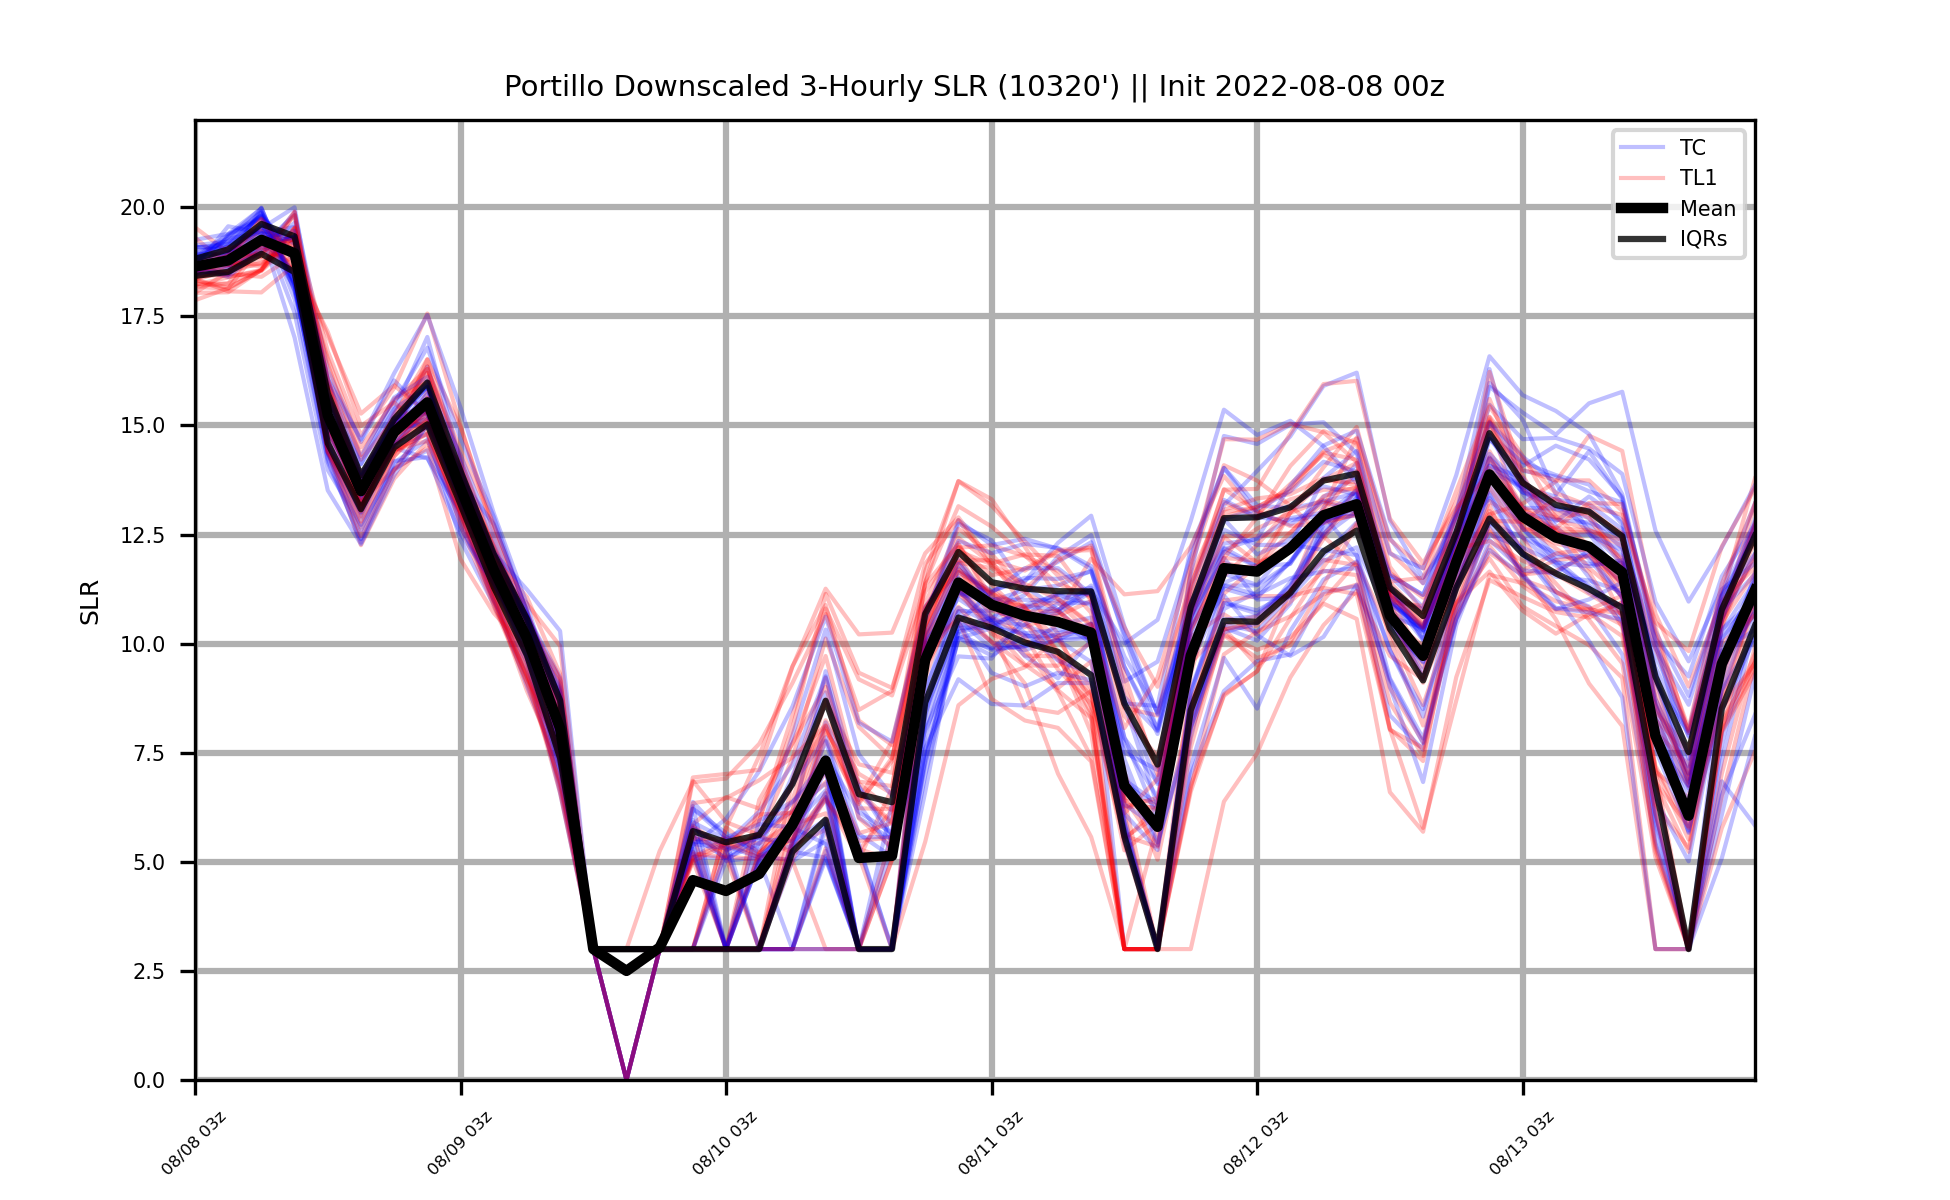 Portillo Downscaled 3-Hourly SLR (10320') || Init 2022-08-08 00z
TC
TL1
Mean
IQRs
SLR
20.0
17.5
15.0
12.5
10.0
7.5
5.0
2.5
0.0
08/08 03z
08/09 03z
08/10 03z
08/11 03z
08/12 03z
08/13 03z